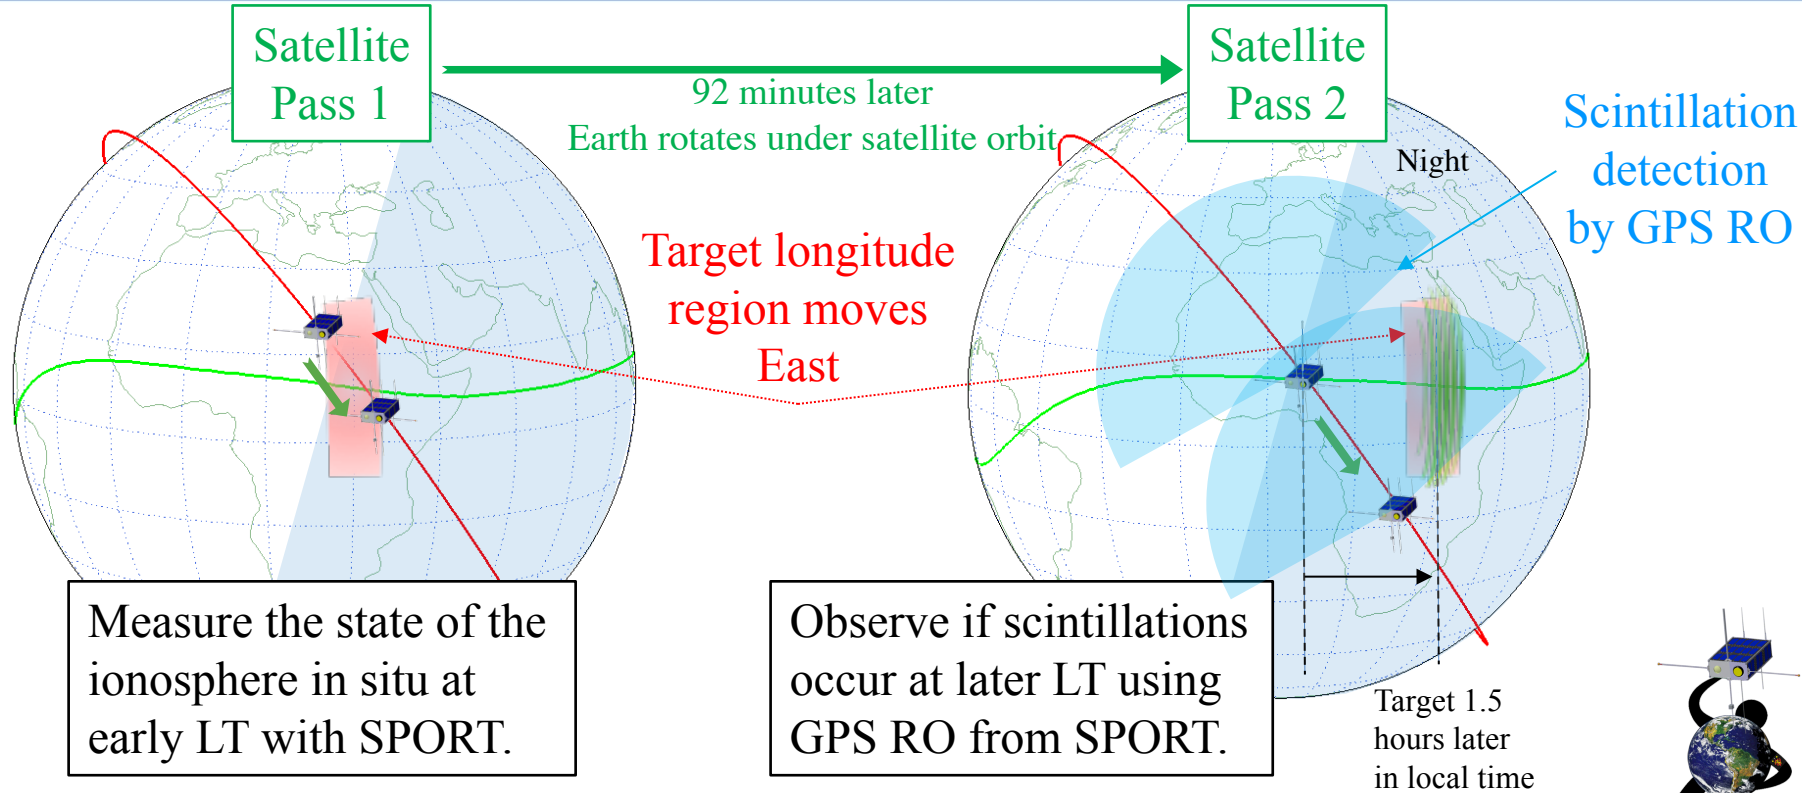 Satellite
Pass 1
92 minutes later
Earth rotates under satellite orbit
Satellite
Pass 2
Night
Scintillation
detection
by GPS RO
Target longitude
region moves
East
Measure the state of the
ionosphere in situ at
early LT with SPORT.
Observe if scintillations
occur at later LT using
GPS RO from SPORT.
Target 1.5
hours later
in local time